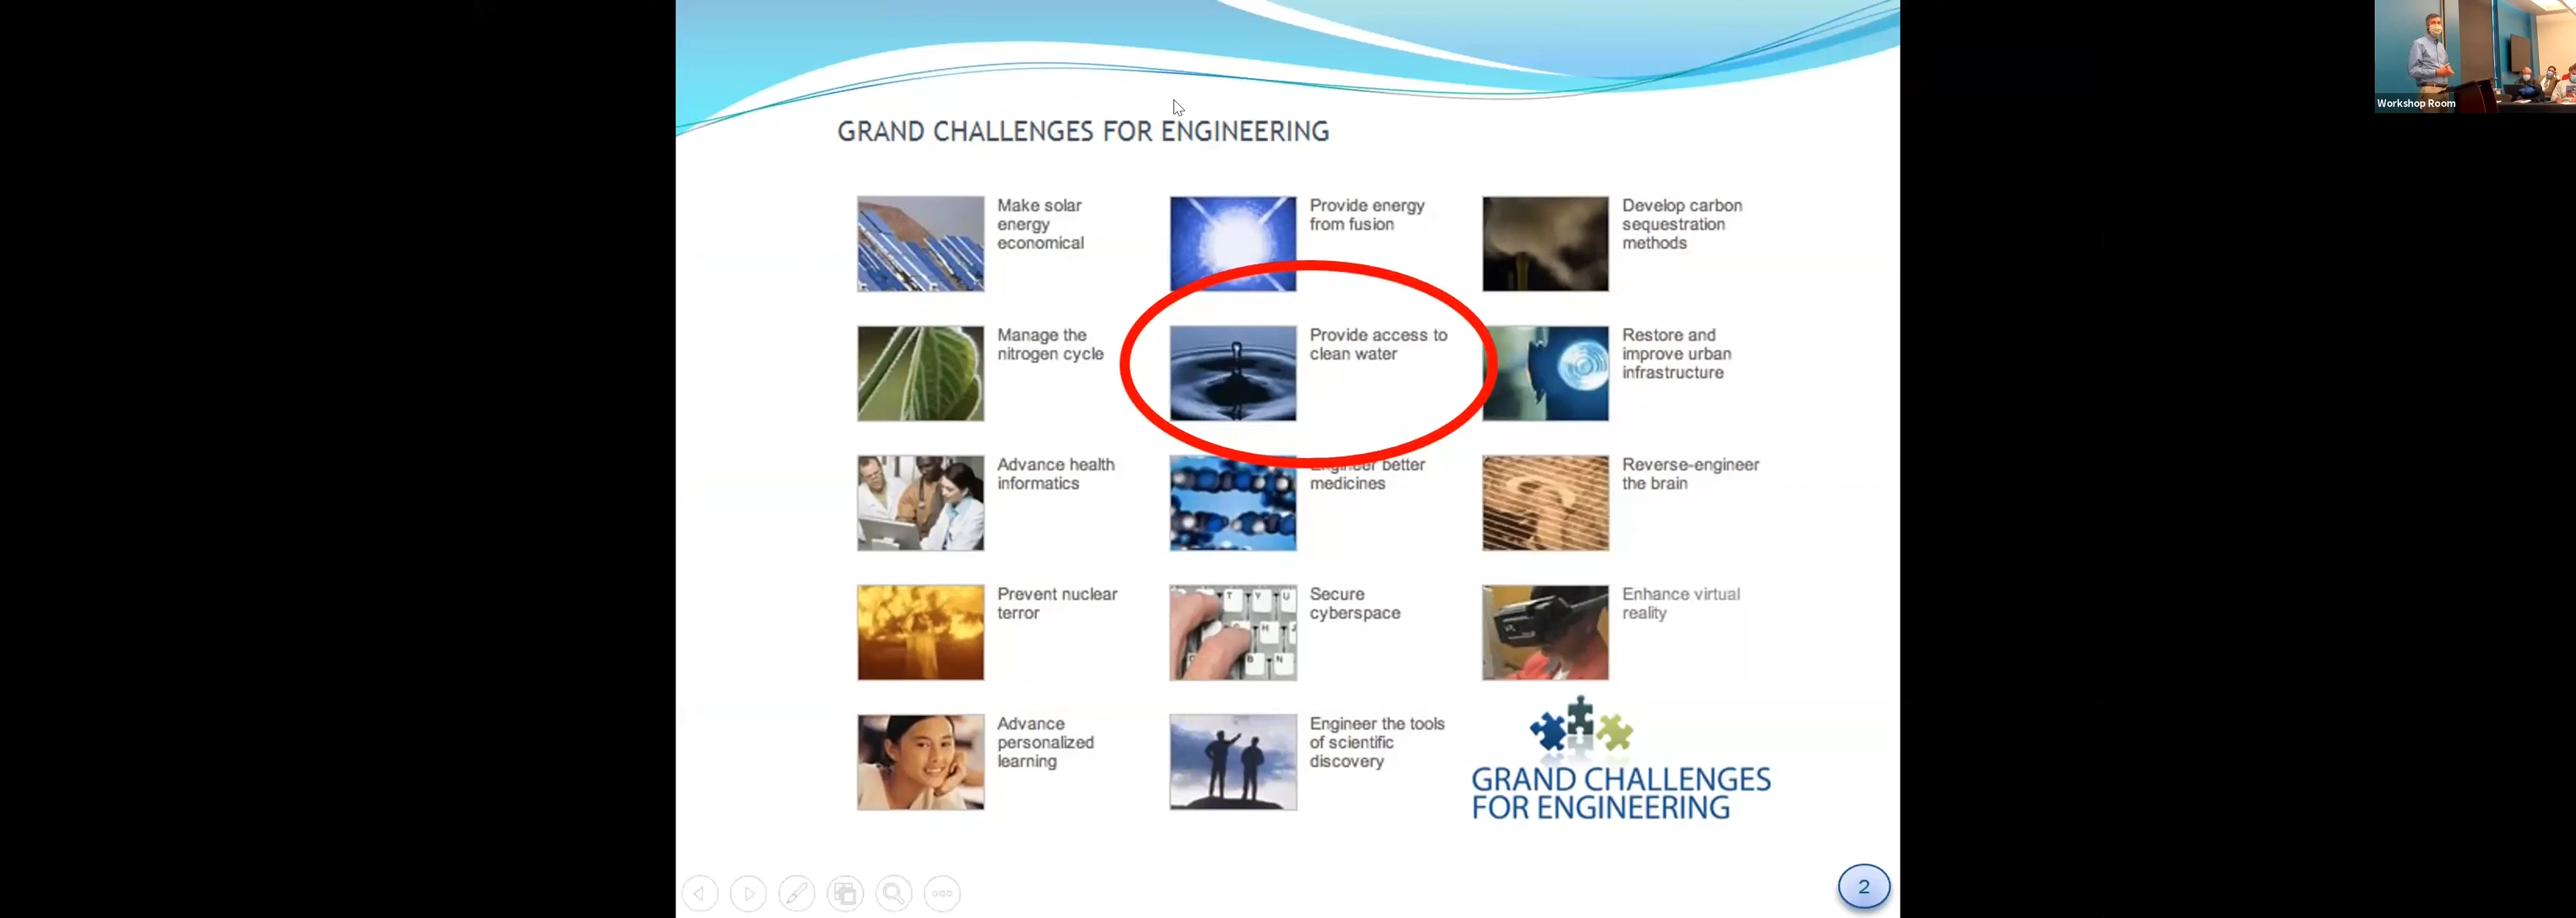 Workshop Room
GRAND CHALLENGES FOR ENGINEERING
Make solar
energy
economical
Provide energy
from fusion
Develop carbon
sequestration
methods
Manage the
nitrogen cycle
Provide access to
clean water
Restore and
improve urban
infrastructure
Advance health
informatics
Engineer better
medicines
Reverse-engineer
the brain
Prevent nuclear
terror
Secure
cyberspace
T Y U
H J
B N
Enhance virtual
reality
Advance
personalized
learning
Engineer the tools
of scientific
discovery
GRAND CHALLENGES
FOR ENGINEERING
2